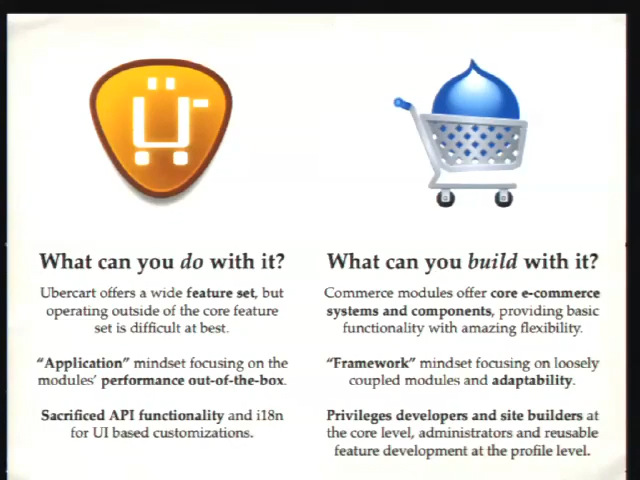 What can you do with it?
Ubercart offers a wide feature set, but
operating outside of the core feature
set is difficult at best.
"Application" mindset focusing on the
modules' performance out-of-the-box.
Sacrificed API functionality and i18n
for UI based customizations.
What can you build with it?
Commerce modules offer core e-commerce
systems and components, providing basic
functionality with amazing flexibility.
"Framework" mindset focusing on loosely
coupled modules and adaptability.
Privileges developers and site builders at
the core level, administrators and reusable
feature development at the profile level.